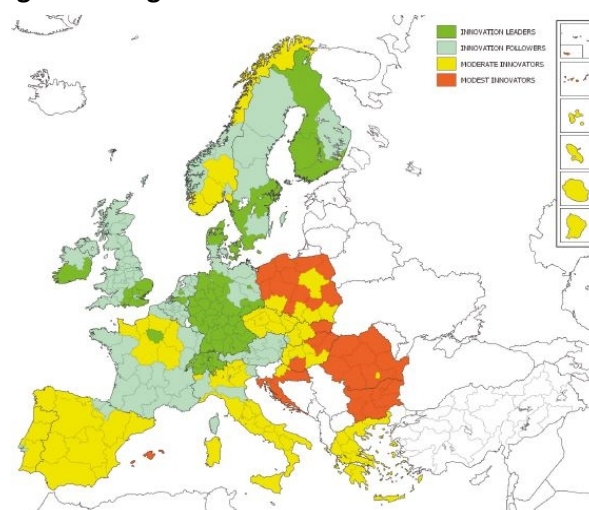 INNOVATION LEADERS
INNOVATION FOLLOWERS
MODERATE INNOVATORS
MODEST INNOVATORS